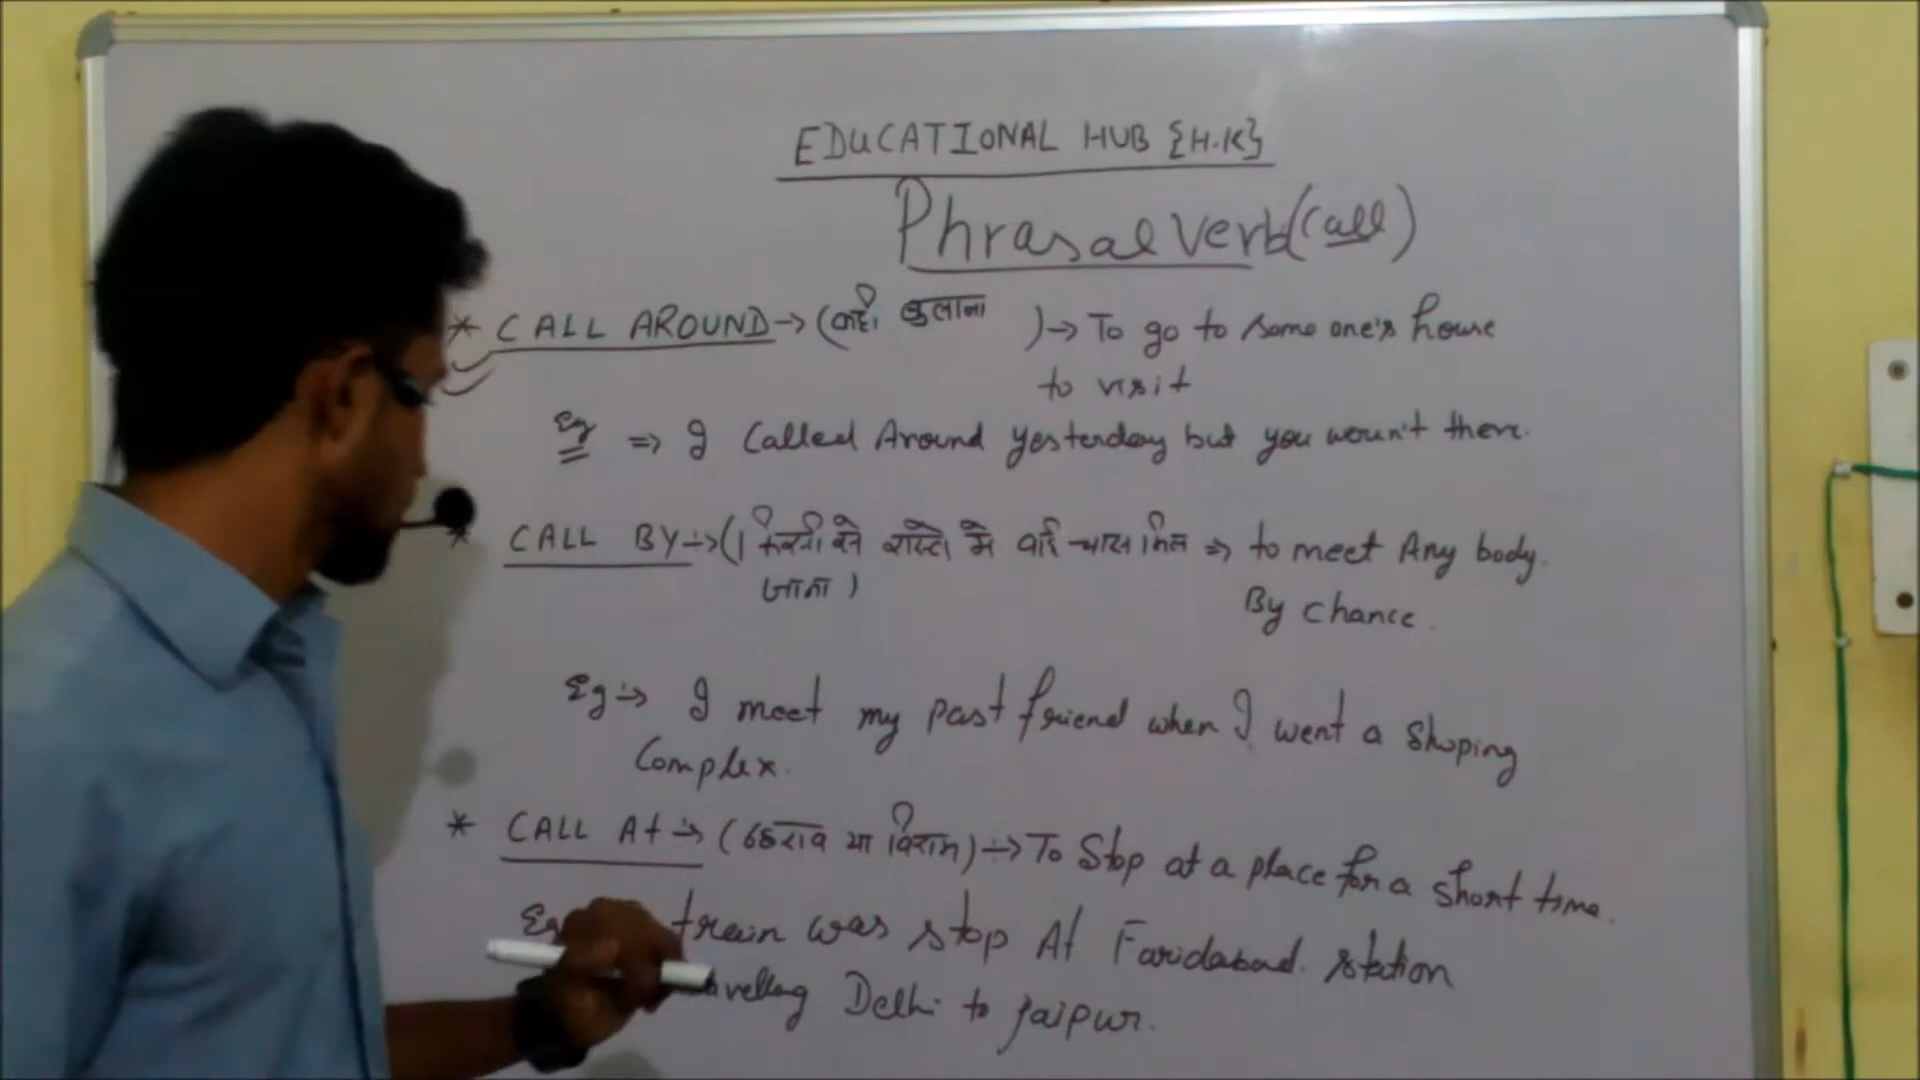 EDUCATIONAL HUB {H.K}
Phrasal Verb (Call)
* CALL AROUND → ( कहीं बुलाना ) → To go to some one's house
to visit
Eg ⇒ I Called Around yesterday but you weren't there.
* CALL BY → ( किसी से रास्ते में मिल ⇒ to meet Any body.
जाना )
By chance.
Eg → I meet my past friend when I went a Shoping
Complex.
* CALL At → ( ठहराव या विराम ) → To Stop at a place for a short time.
Eg train was stop At Faridabad station
Delhi to Jaipur.